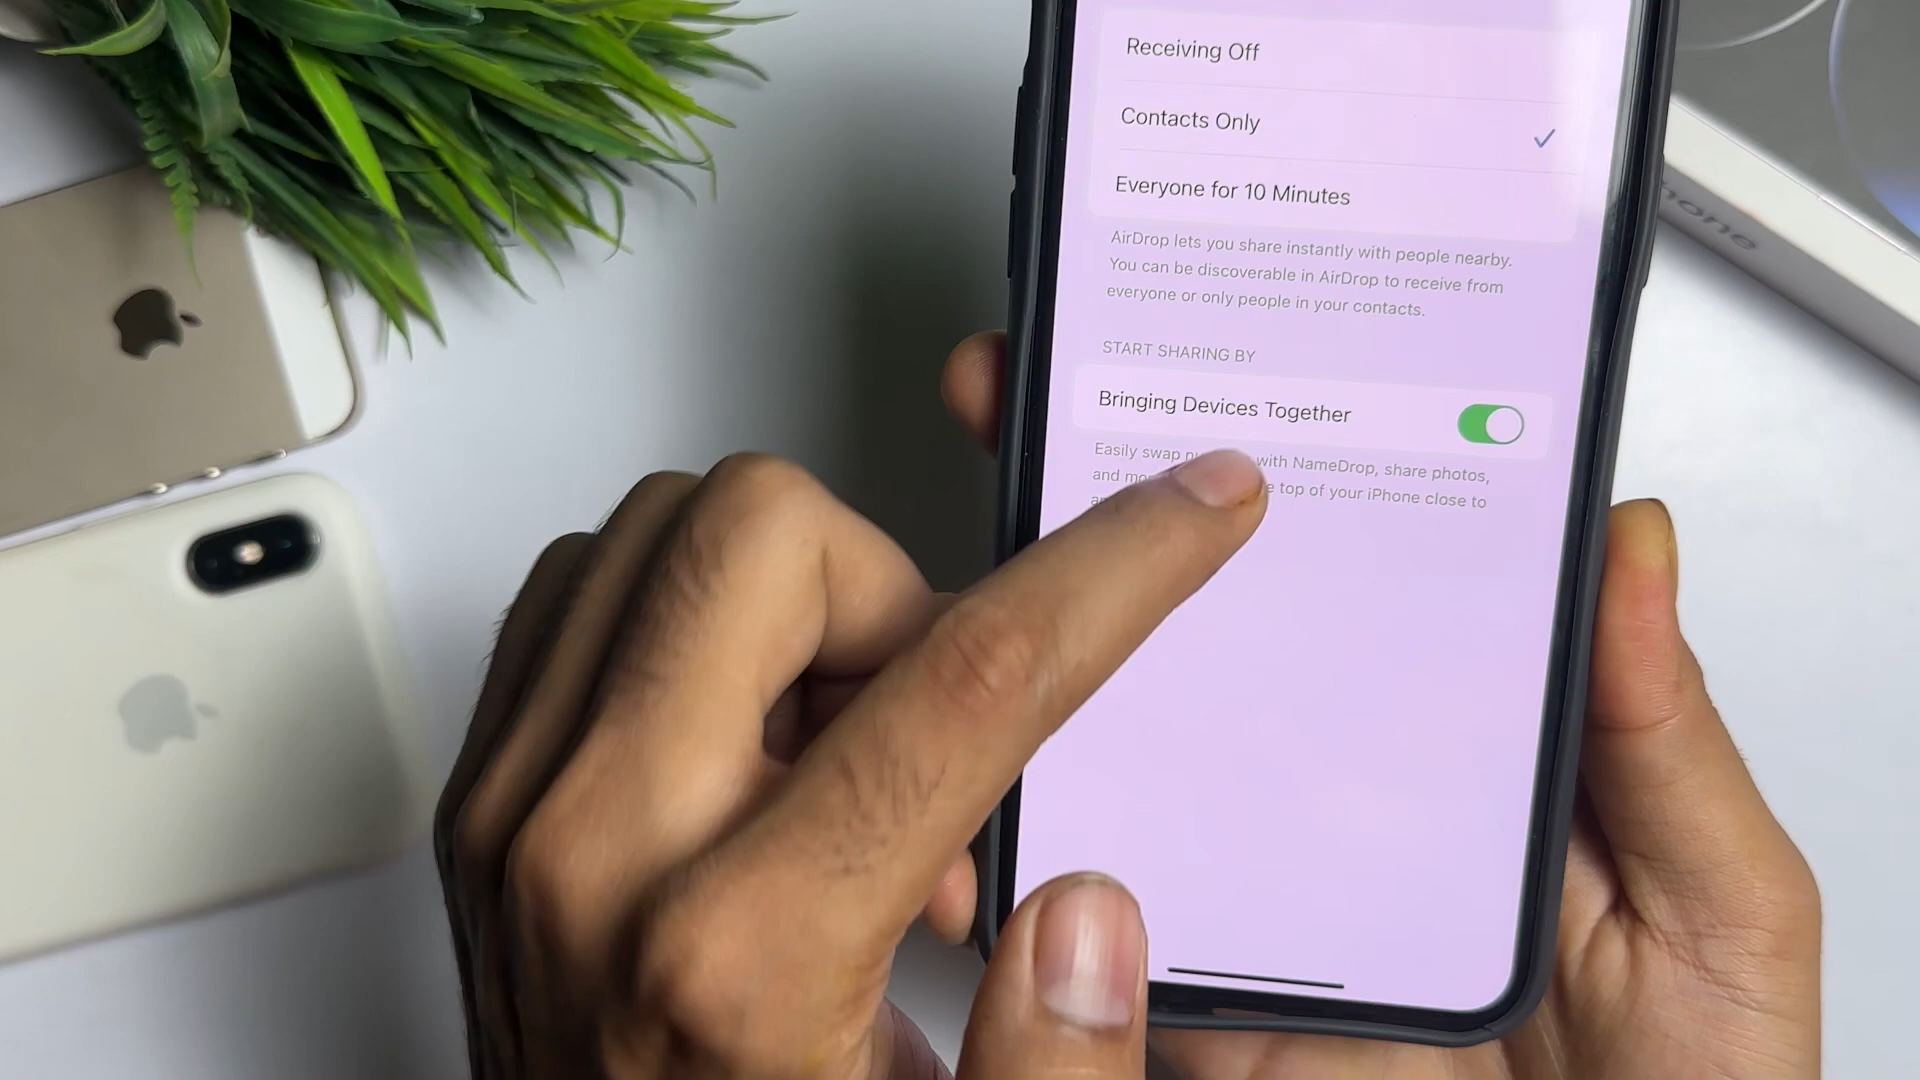 Receiving Off
Contacts Only
Everyone for 10 Minutes
AirDrop lets you share instantly with people nearby.
You can be discoverable in AirDrop to receive from
everyone or only people in your contacts.
START SHARING BY
Bringing Devices Together
Easily swap with NameDrop, share photos,
and top of your iPhone close to